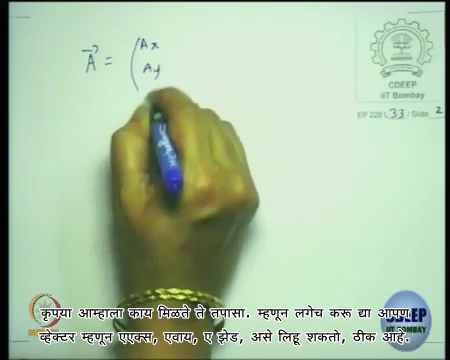 A⃗ = ( Ax
Ay
CDEEP
IIT Bombay
EP 228 L 33 / Slide 2
कृपया आम्हाला काय मिळते ते तपासा. म्हणून लगेच करू द्या आपण
व्हेक्टर म्हणून एएक्स, एवाय, ए झेड, असे लिहू शकतो, ठीक आहे.
CDEEP
IIT BOMBAY